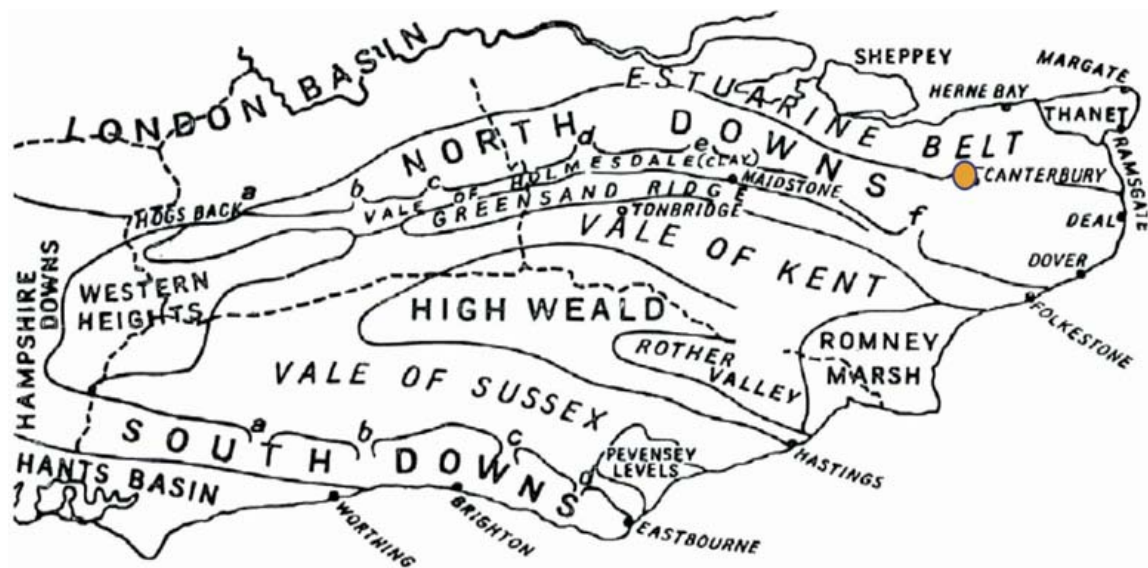 LONDON BASIN
SHEPPEY
MARGATE
HERNE BAY
THANET
ESTUARINE BELT
RAMSGATE
NORTH DOWNS
a
b
c
d
e
f
VALE OF HOLMESDALE (CLAY)
HOGS BACK
GREENSAND RIDGE
MAIDSTONE
CANTERBURY
TONBRIDGE
DEAL
VALE OF KENT
DOVER
HAMPSHIRE
DOWNS
WESTERN
HEIGHTS
HIGH WEALD
FOLKESTONE
ROMNEY
MARSH
ROTHER
VALLEY
VALE OF SUSSEX
a
b
c
d
SOUTH DOWNS
PEVENSEY
LEVELS
HASTINGS
HANTS BASIN
WORTHING
BRIGHTON
EASTBOURNE